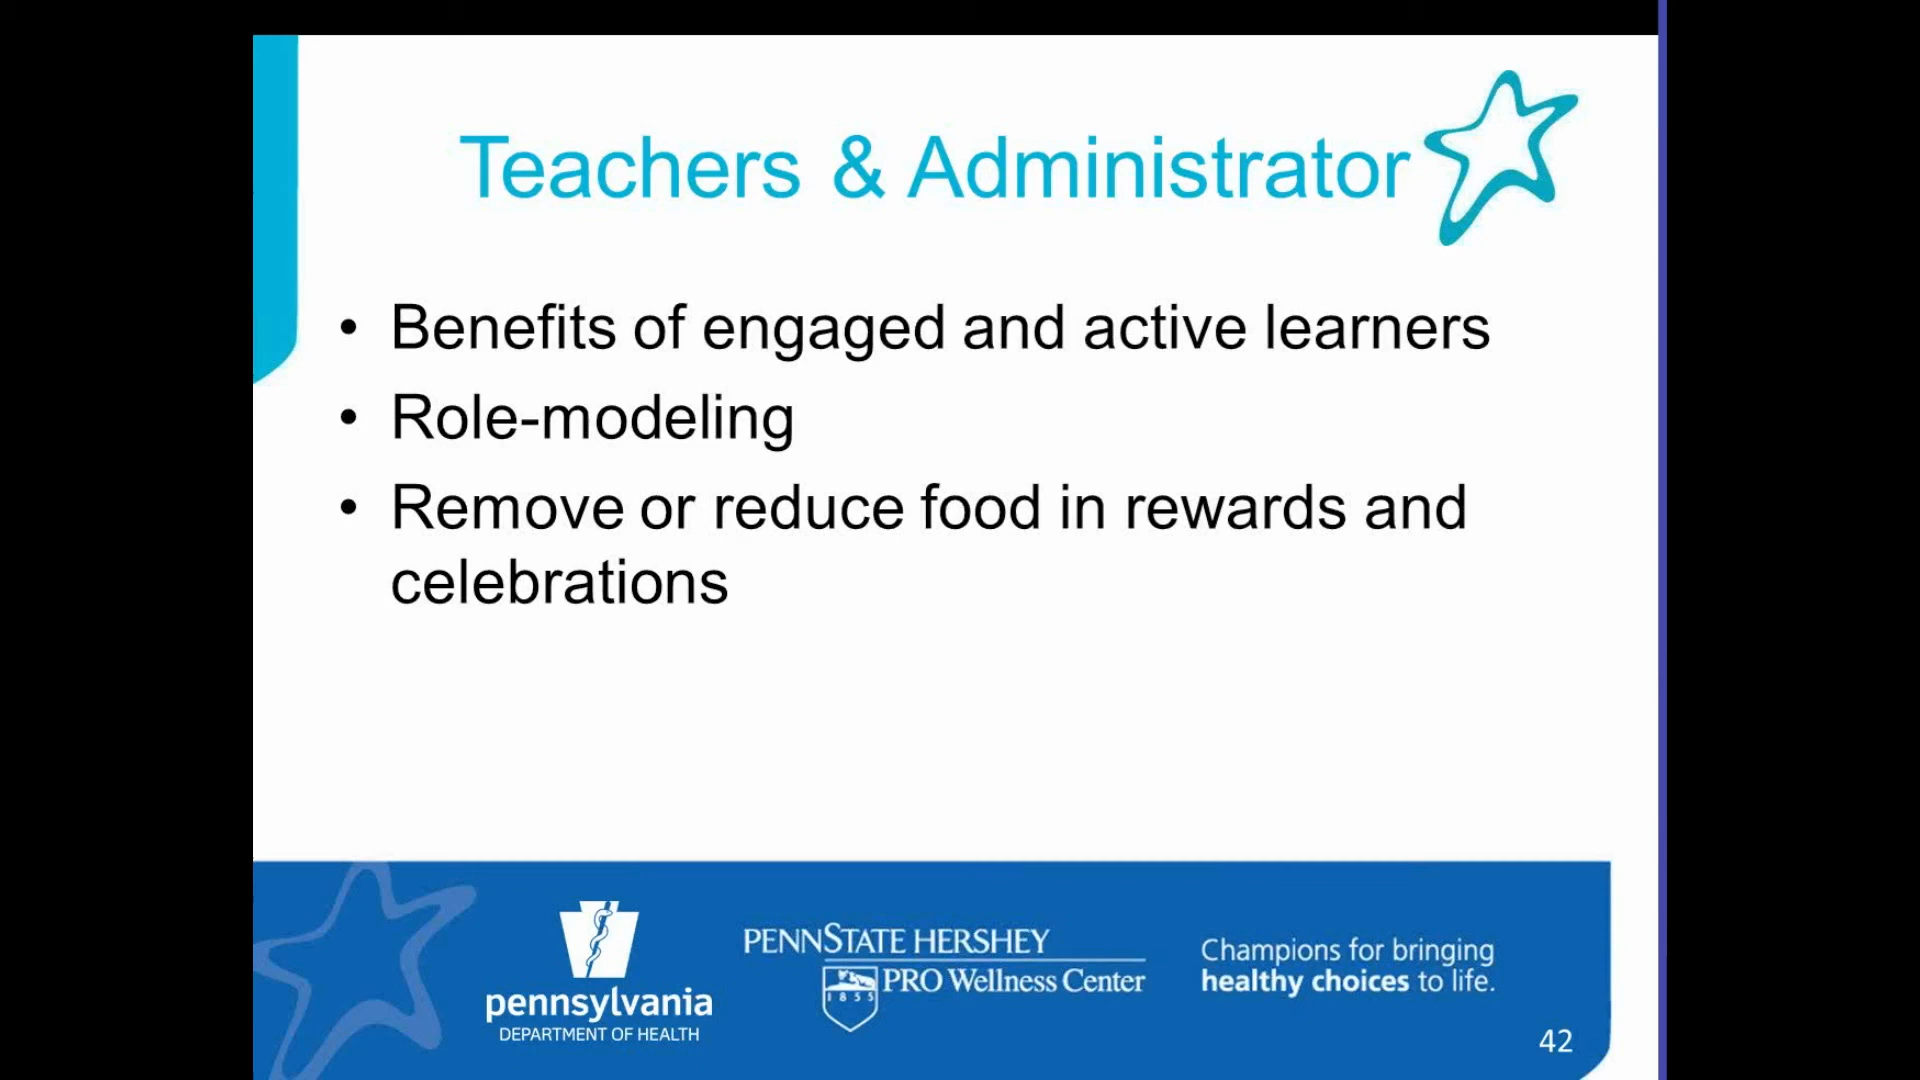 Teachers & Administrator
• Benefits of engaged and active learners
• Role-modeling
• Remove or reduce food in rewards and
celebrations
pennsylvania
DEPARTMENT OF HEALTH
PENNSTATE HERSHEY
PRO Wellness Center
1855
Champions for bringing
healthy choices to life.
42